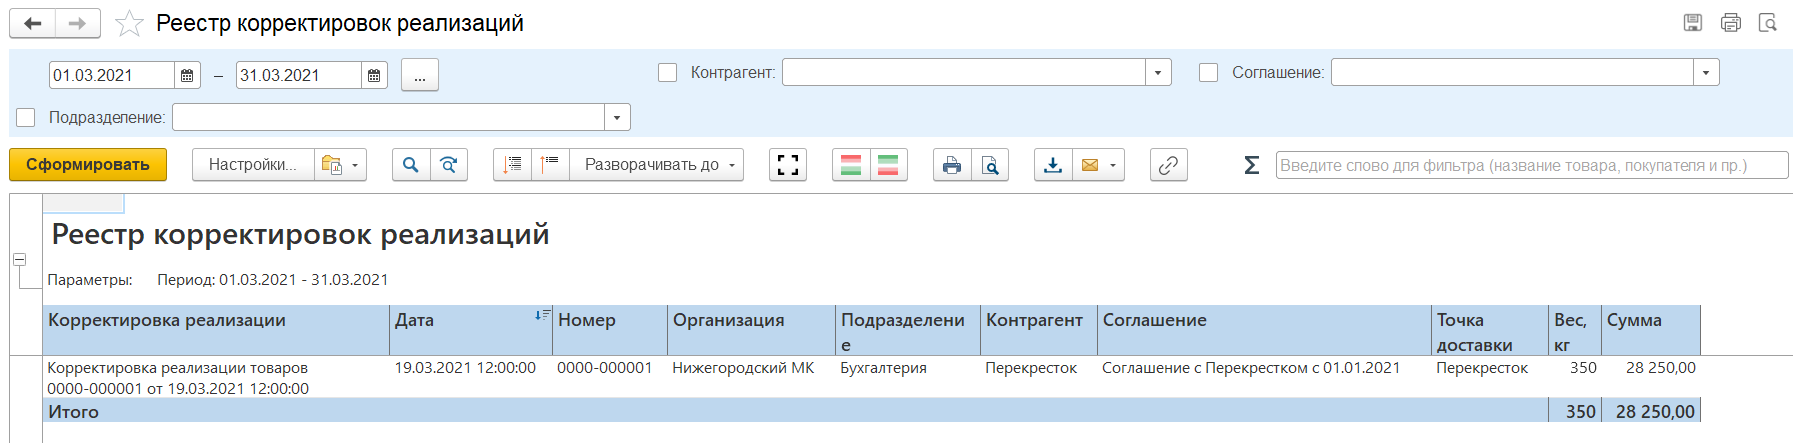 Реестр корректировок реализаций
01.03.2021 – 31.03.2021 ... Контрагент: Соглашение:
Подразделение:
Сформировать Настройки... Разворачивать до Σ Введите слово для фильтра (название товара, покупателя и пр.)
Реестр корректировок реализаций
Параметры: Период: 01.03.2021 - 31.03.2021
Корректировка реализации Дата Номер Организация Подразделени Контрагент Соглашение Точка Вес, Сумма
е доставки кг
Корректировка реализации товаров 19.03.2021 12:00:00 0000-000001 Нижегородский МК Бухгалтерия Перекресток Соглашение с Перекрестком с 01.01.2021 Перекресток 350 28 250,00
0000-000001 от 19.03.2021 12:00:00
Итого 350 28 250,00